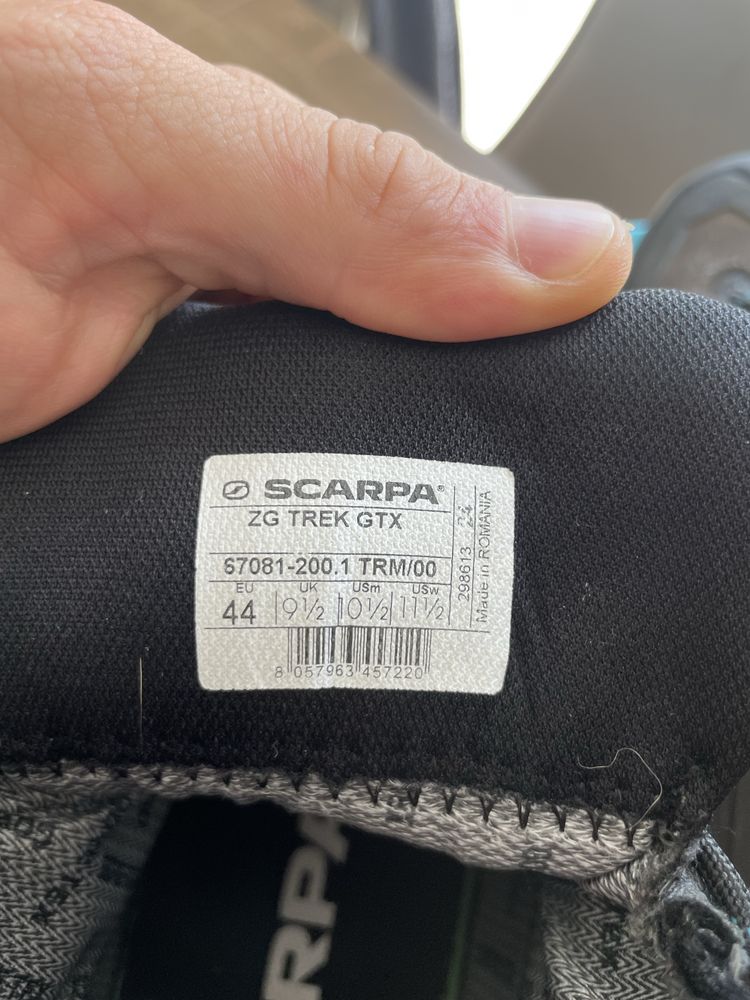 SCARPA®
ZG TREK GTX
67081-200.1 TRM/00
EU UK USm USw
44 9½ 10½ 11½
8 057963 457220
298613 24
Made in ROMANIA
RPA